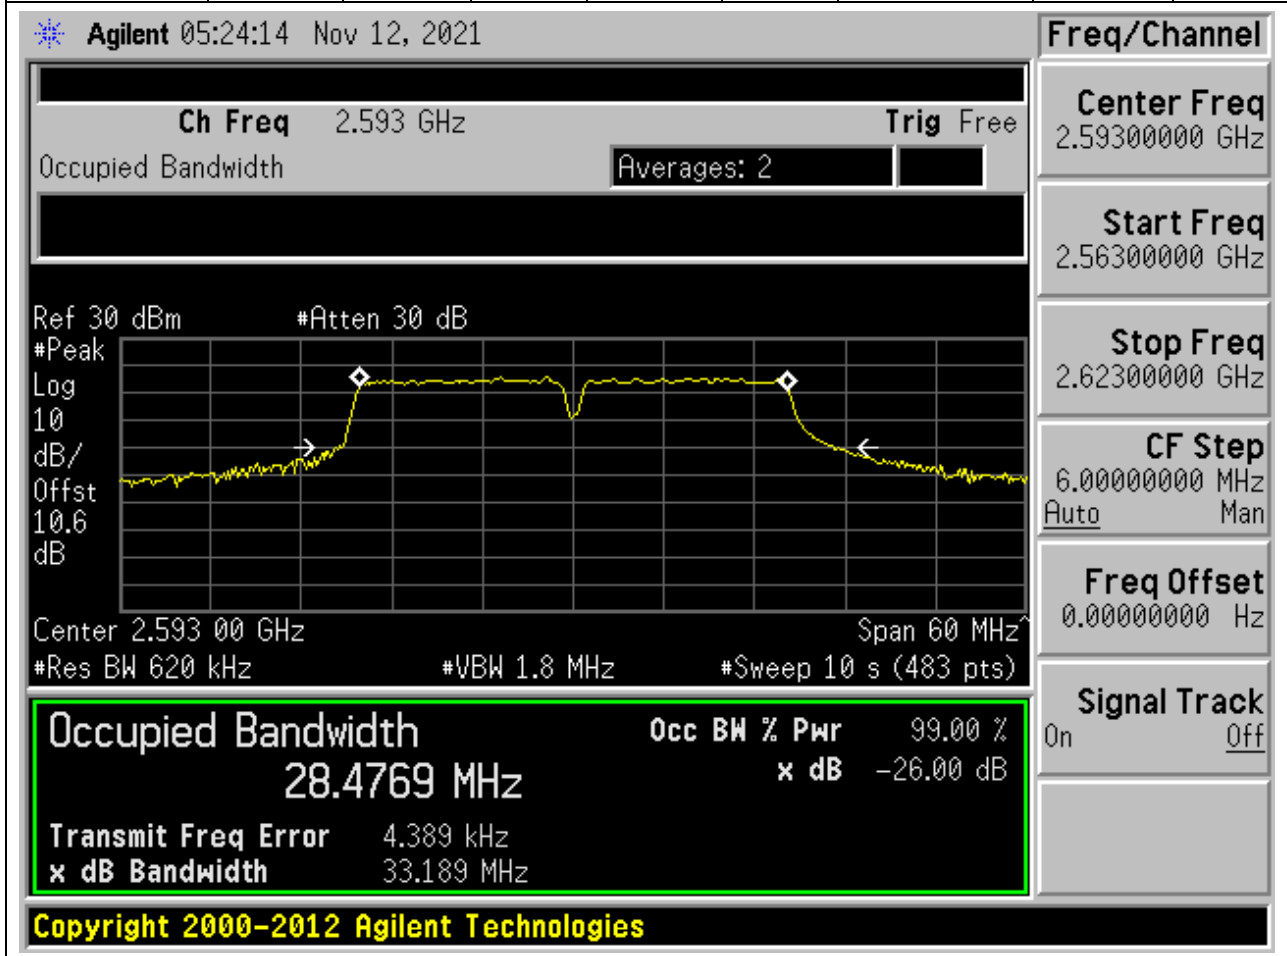 Agilent 05:24:14 Nov 12, 2021
Freq/Channel
Ch Freq 2.593 GHz Trig Free
Occupied Bandwidth Averages: 2
Center Freq
2.59300000 GHz
Start Freq
2.56300000 GHz
Stop Freq
2.62300000 GHz
CF Step
6.00000000 MHz
Auto Man
Freq Offset
0.00000000 Hz
Signal Track
On Off
Ref 30 dBm #Atten 30 dB
#Peak
Log
10
dB/
Offst
10.6
dB
Center 2.593 00 GHz Span 60 MHz^
#Res BW 620 kHz #VBW 1.8 MHz #Sweep 10 s (483 pts)
Occupied Bandwidth Occ BW % Pwr 99.00 %
28.4769 MHz x dB -26.00 dB
Transmit Freq Error 4.389 kHz
x dB Bandwidth 33.189 MHz
Copyright 2000-2012 Agilent Technologies